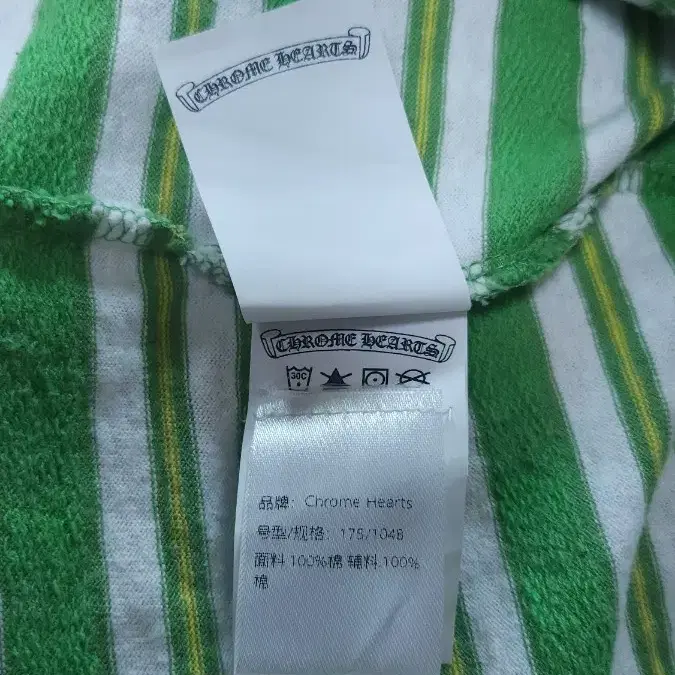 CHROME HEARTS
CHROME HEARTS
30C
品牌: Chrome Hearts
号型/规格: 175/104B
面料 100%棉 辅料.100%
棉